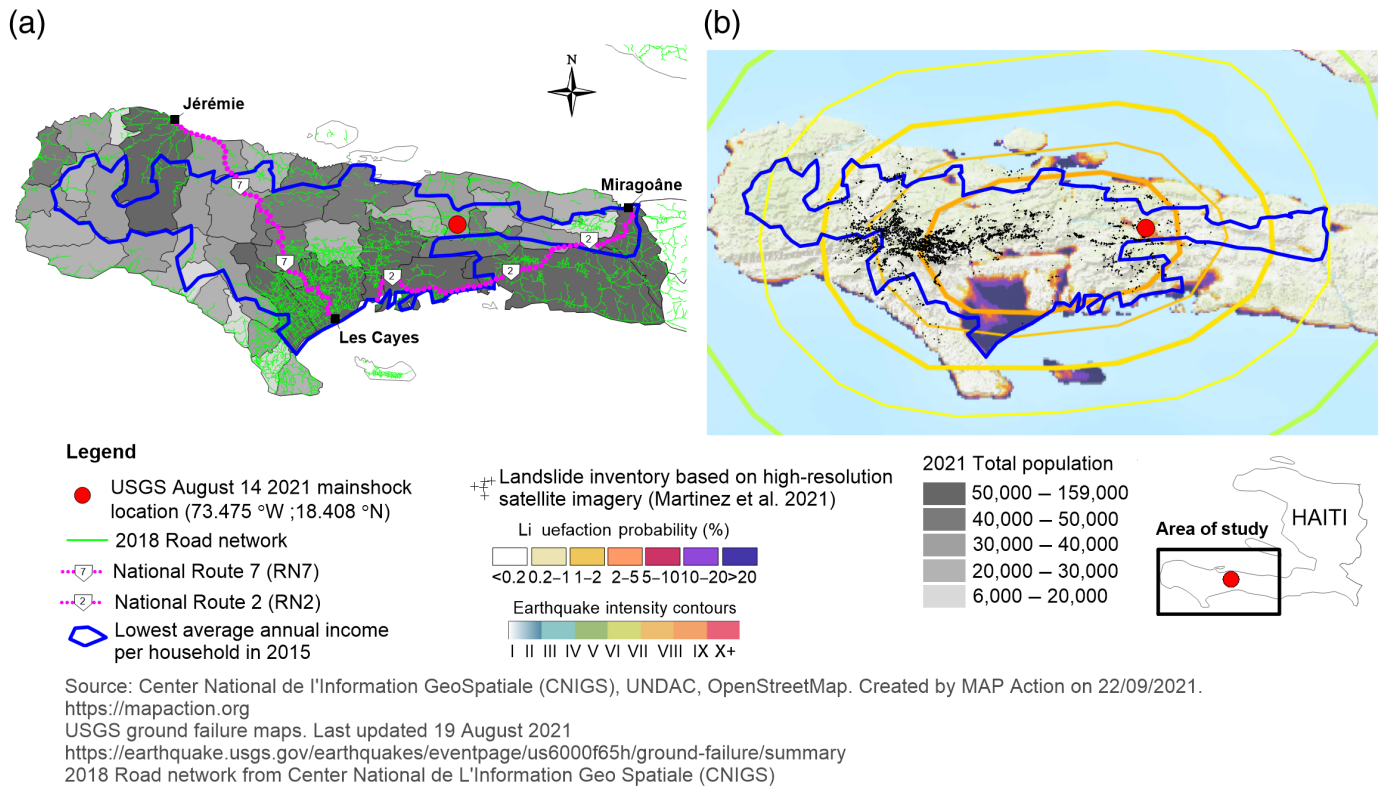 (a)
(b)
N
Jérémie
Miragoâne
7
2
7
2
2
Les Cayes
Legend
USGS August 14 2021 mainshock
location (73.475 °W ;18.408 °N)
2018 Road network
7 National Route 7 (RN7)
2 National Route 2 (RN2)
Lowest average annual income
per household in 2015
Landslide inventory based on high-resolution
satellite imagery (Martinez et al. 2021)
Li uefaction probability (%)
<0.2 0.2–1 1–2 2–5 5–10 10–20 >20
Earthquake intensity contours
I II III IV V VI VII VIII IX X+
2021 Total population
50,000 – 159,000
40,000 – 50,000
30,000 – 40,000
20,000 – 30,000
6,000 – 20,000
HAITI
Area of study
Source: Center National de l'Information GeoSpatiale (CNIGS), UNDAC, OpenStreetMap. Created by MAP Action on 22/09/2021.
https://mapaction.org
USGS ground failure maps. Last updated 19 August 2021
https://earthquake.usgs.gov/earthquakes/eventpage/us6000f65h/ground-failure/summary
2018 Road network from Center National de L'Information Geo Spatiale (CNIGS)